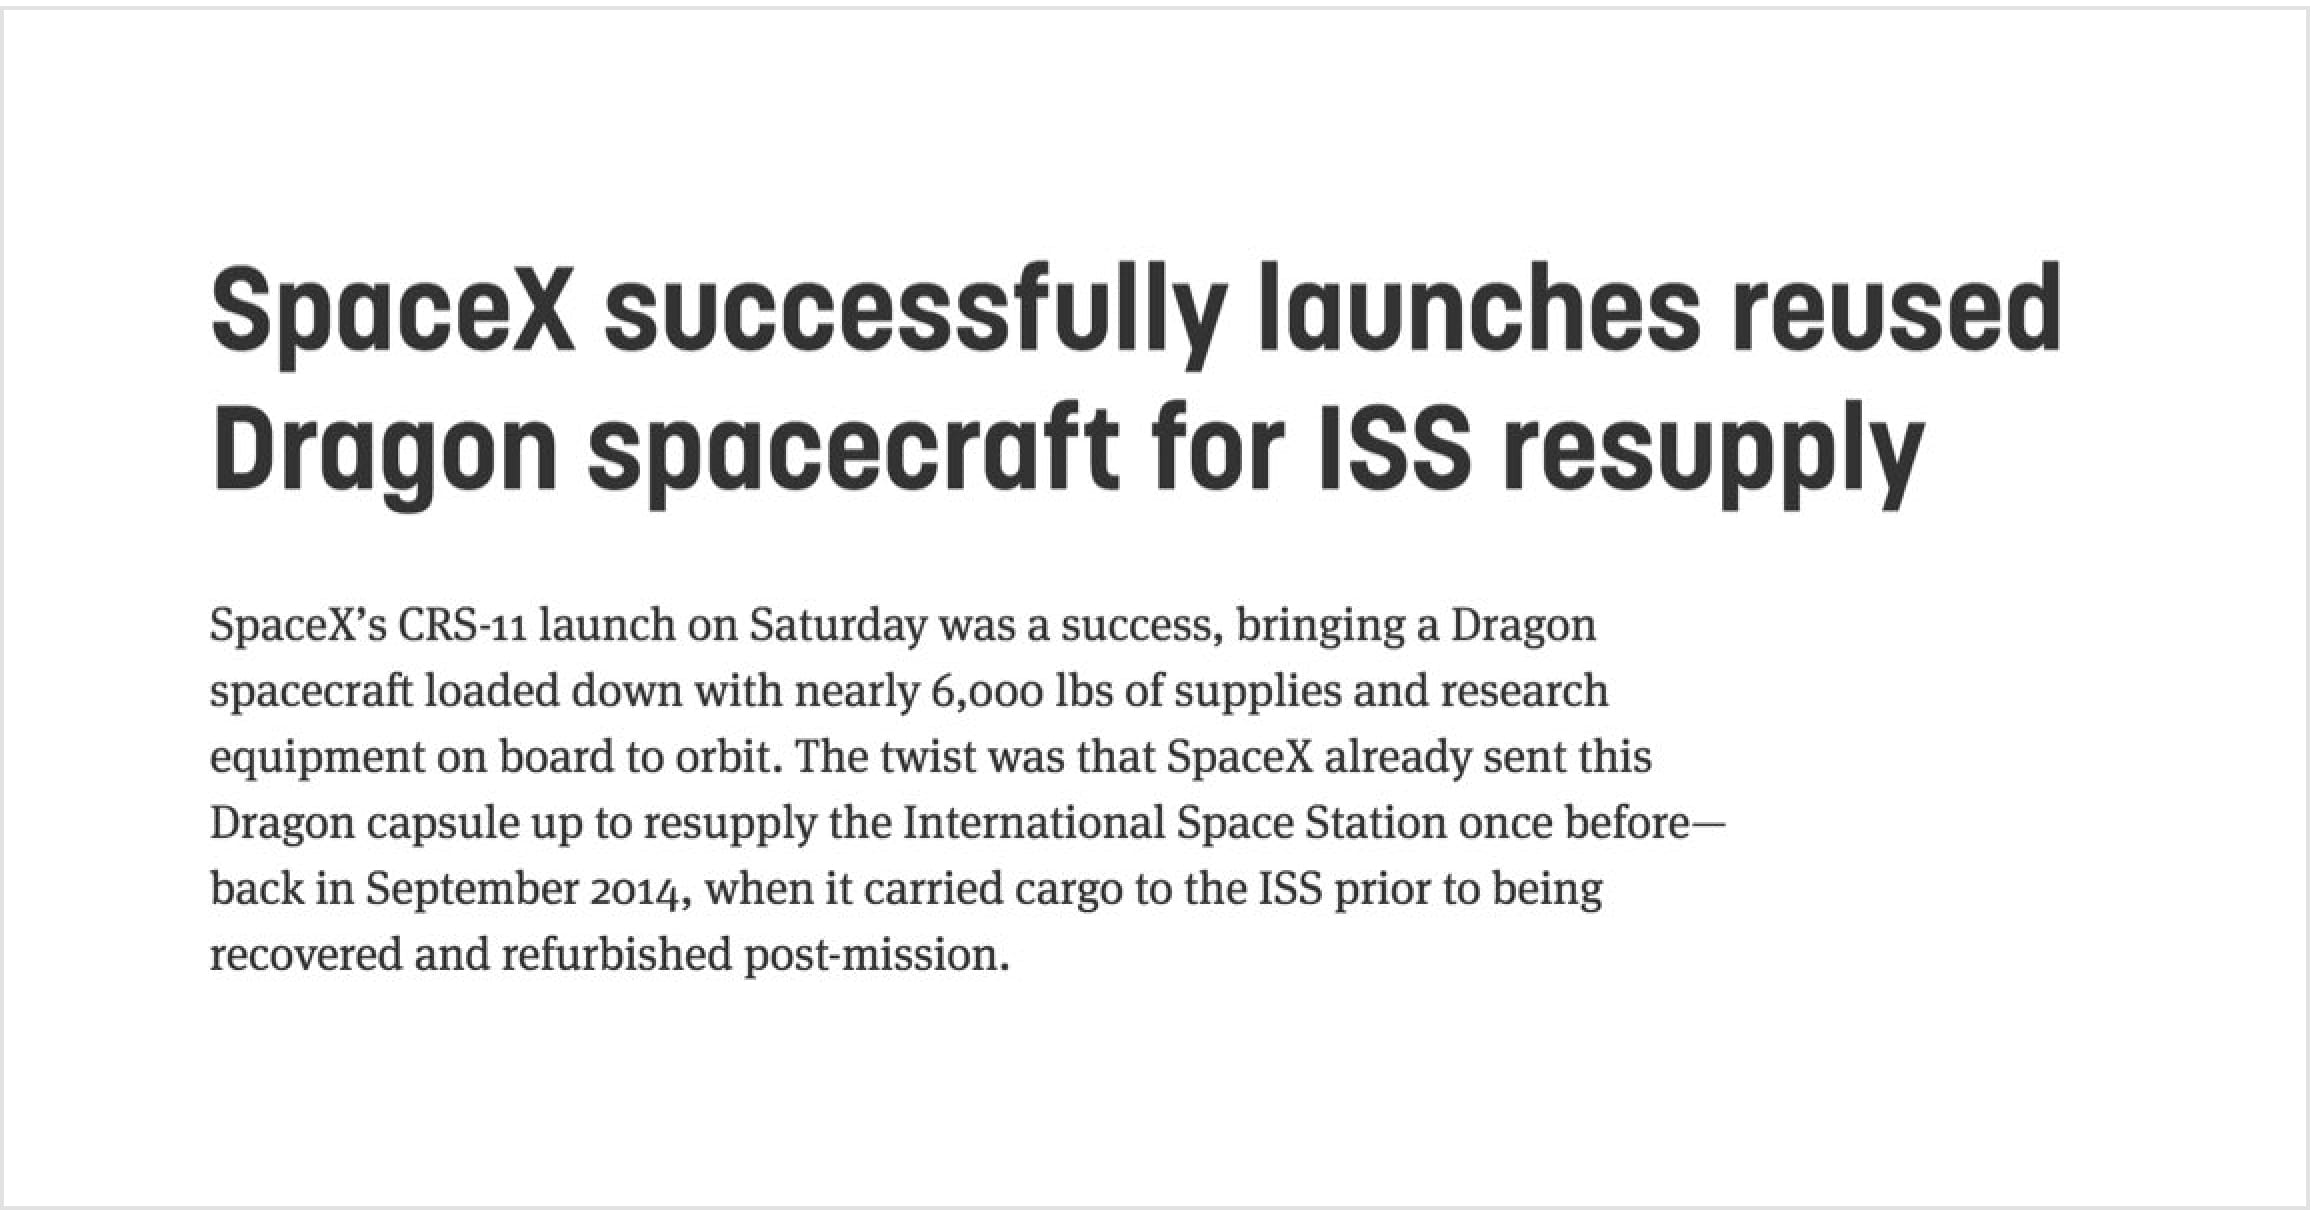 SpaceX successfully launches reused
Dragon spacecraft for ISS resupply
SpaceX’s CRS-11 launch on Saturday was a success, bringing a Dragon
spacecraft loaded down with nearly 6,000 lbs of supplies and research
equipment on board to orbit. The twist was that SpaceX already sent this
Dragon capsule up to resupply the International Space Station once before—
back in September 2014, when it carried cargo to the ISS prior to being
recovered and refurbished post-mission.